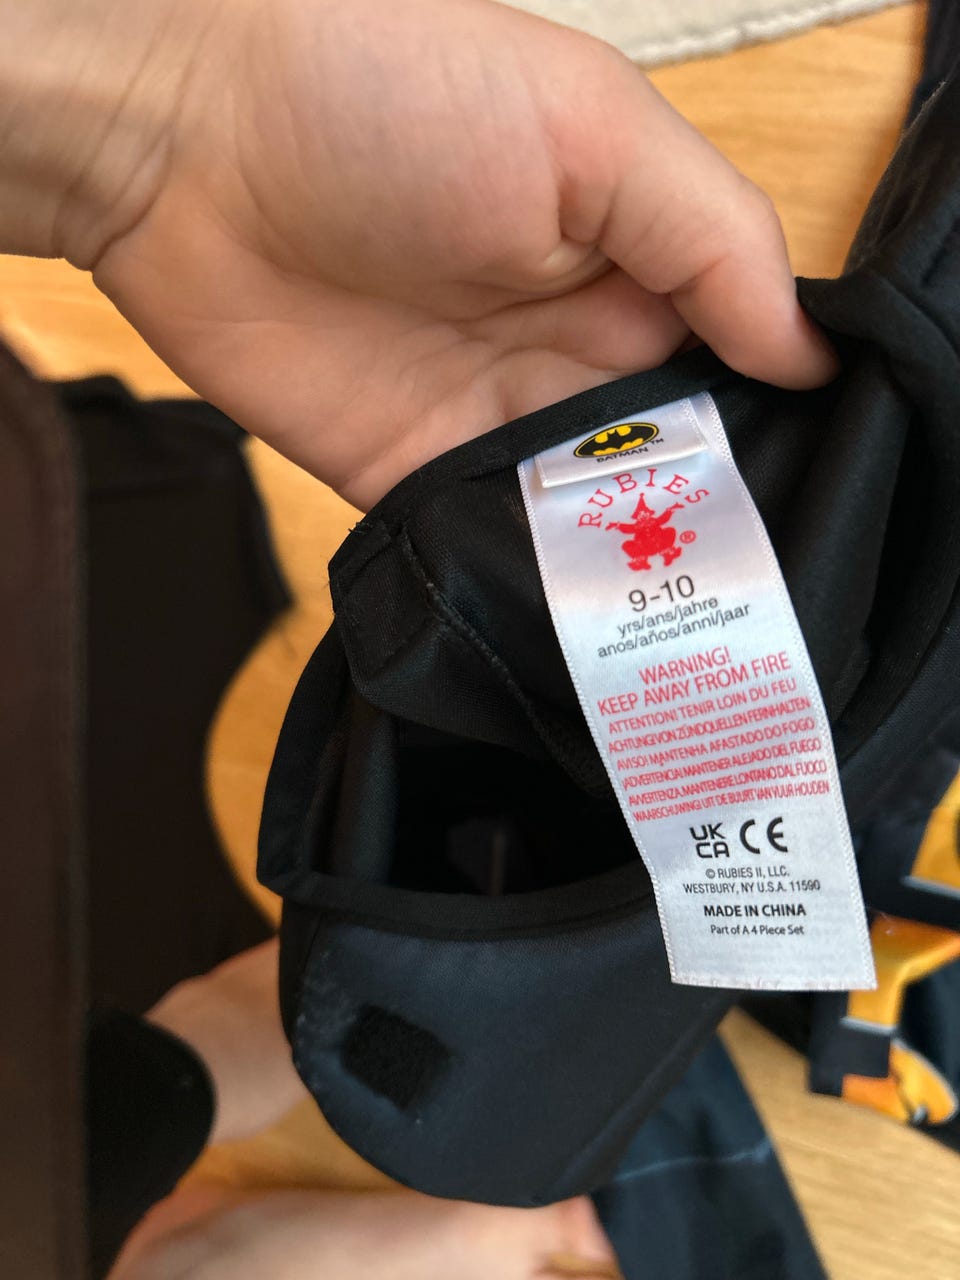 BATMAN™
RUBIES
®
9-10
yrs/ans/jahre
anos/años/anni/jaar
WARNING!
KEEP AWAY FROM FIRE
ATTENTION! TENIR LOIN DU FEU
ACHTUNG! VON ZÜNDQUELLEN FERNHALTEN
AVISO! MANTENHA AFASTADO DO FOGO
¡ADVERTENCIA! MANTENER ALEJADO DEL FUEGO
AVVERTENZA. MANTENERE LONTANO DAL FUOCO
WAARSCHUWING! UIT DE BUURT VAN VUUR HOUDEN
UK
CA CE
© RUBIES II, LLC.
WESTBURY, NY U.S.A. 11590
MADE IN CHINA
Part of A 4 Piece Set